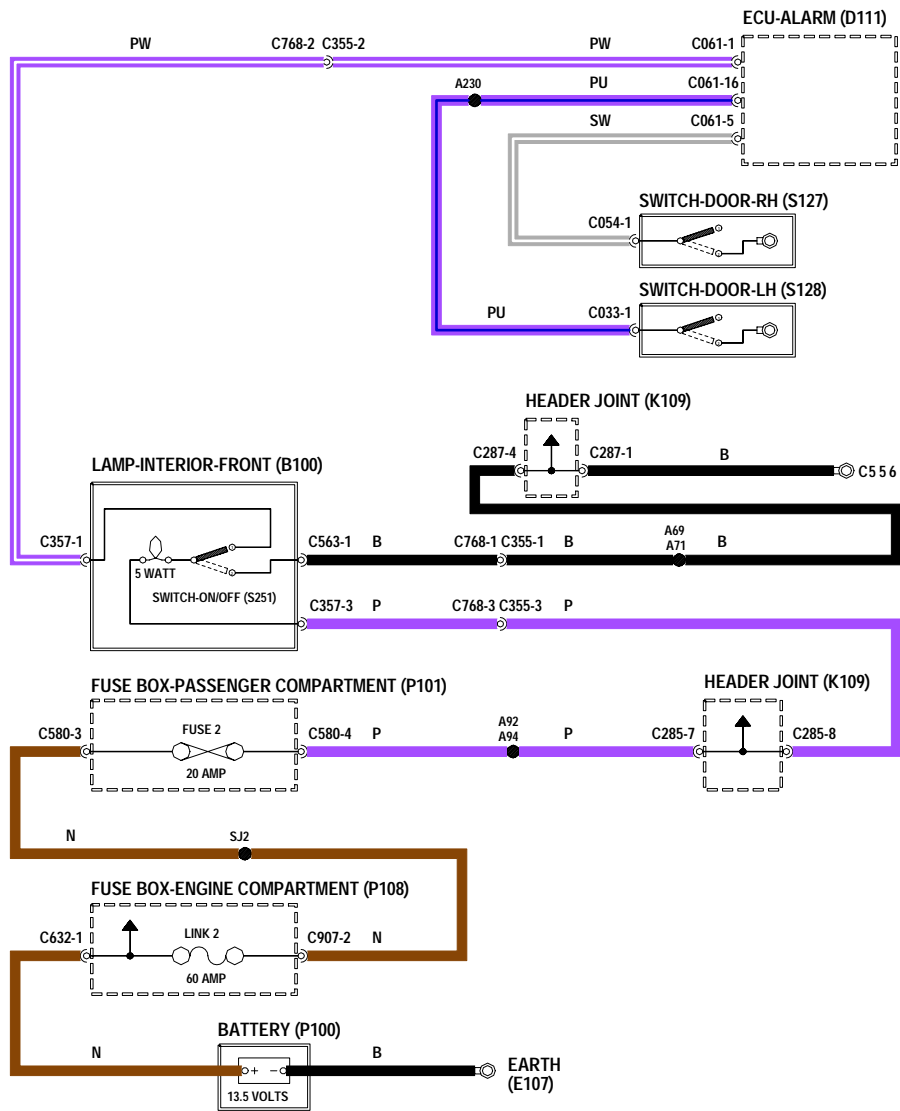 ECU-ALARM (D111)
PW
C768-2 C355-2
PW
C061-1
A230
PU
C061-16
SW
C061-5
SWITCH-DOOR-RH (S127)
C054-1
SWITCH-DOOR-LH (S128)
PU
C033-1
HEADER JOINT (K109)
C287-4
C287-1
B
C556
LAMP-INTERIOR-FRONT (B100)
C357-1
C563-1
B
C768-1 C355-1
B
A69
A71
B
5 WATT
SWITCH-ON/OFF (S251)
C357-3
P
C768-3 C355-3
P
FUSE BOX-PASSENGER COMPARTMENT (P101)
HEADER JOINT (K109)
C580-3
FUSE 2
C580-4
P
A92
A94
P
C285-7
C285-8
20 AMP
N
SJ2
FUSE BOX-ENGINE COMPARTMENT (P108)
C632-1
LINK 2
C907-2
N
60 AMP
BATTERY (P100)
N
B
EARTH
(E107)
+ -
13.5 VOLTS